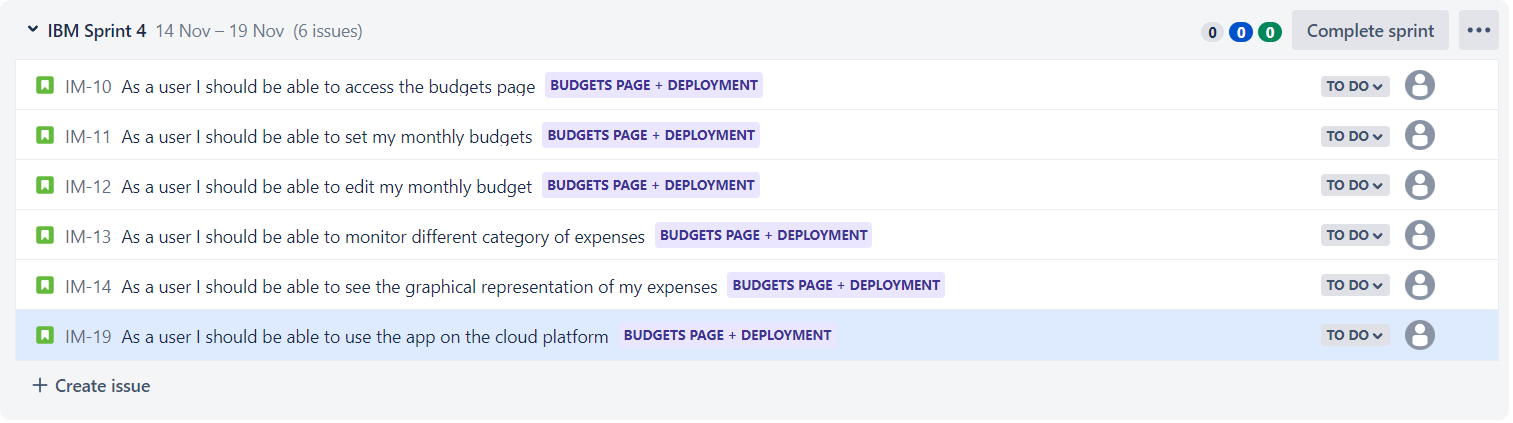 IBM Sprint 4 14 Nov – 19 Nov (6 issues) 0 0 0 Complete sprint
IM-10 As a user I should be able to access the budgets page BUDGETS PAGE + DEPLOYMENT TO DO
IM-11 As a user I should be able to set my monthly budgets BUDGETS PAGE + DEPLOYMENT TO DO
IM-12 As a user I should be able to edit my monthly budget BUDGETS PAGE + DEPLOYMENT TO DO
IM-13 As a user I should be able to monitor different category of expenses BUDGETS PAGE + DEPLOYMENT TO DO
IM-14 As a user I should be able to see the graphical representation of my expenses BUDGETS PAGE + DEPLOYMENT TO DO
IM-19 As a user I should be able to use the app on the cloud platform BUDGETS PAGE + DEPLOYMENT TO DO
+ Create issue